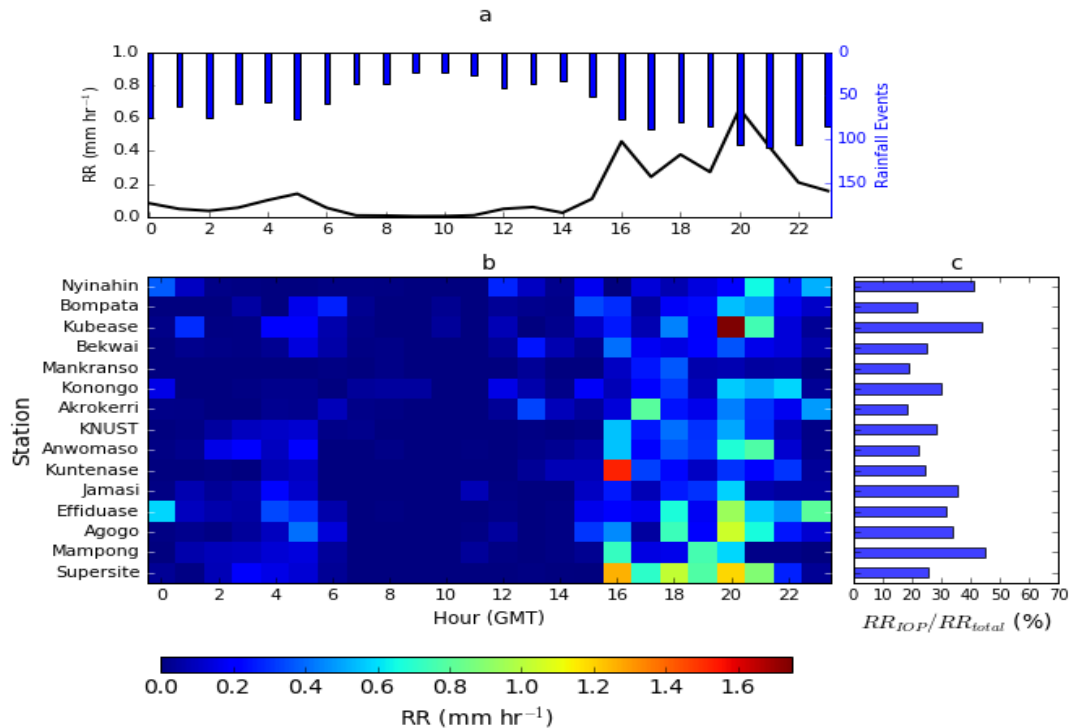 a
RR (mm hr⁻¹)
1.0
0.8
0.6
0.4
0.2
0.0
0
50
100
150
Rainfall Events
0 2 4 6 8 10 12 14 16 18 20 22
b
Station
Nyinahin
Bompata
Kubease
Bekwai
Mankranso
Konongo
Akrokerri
KNUST
Anwomaso
Kuntenase
Jamasi
Effiduase
Agogo
Mampong
Supersite
0 2 4 6 8 10 12 14 16 18 20 22
Hour (GMT)
c
0 10 20 30 40 50 60 70
RR_IOP/RR_total (%)
0.0 0.2 0.4 0.6 0.8 1.0 1.2 1.4 1.6
RR (mm hr⁻¹)